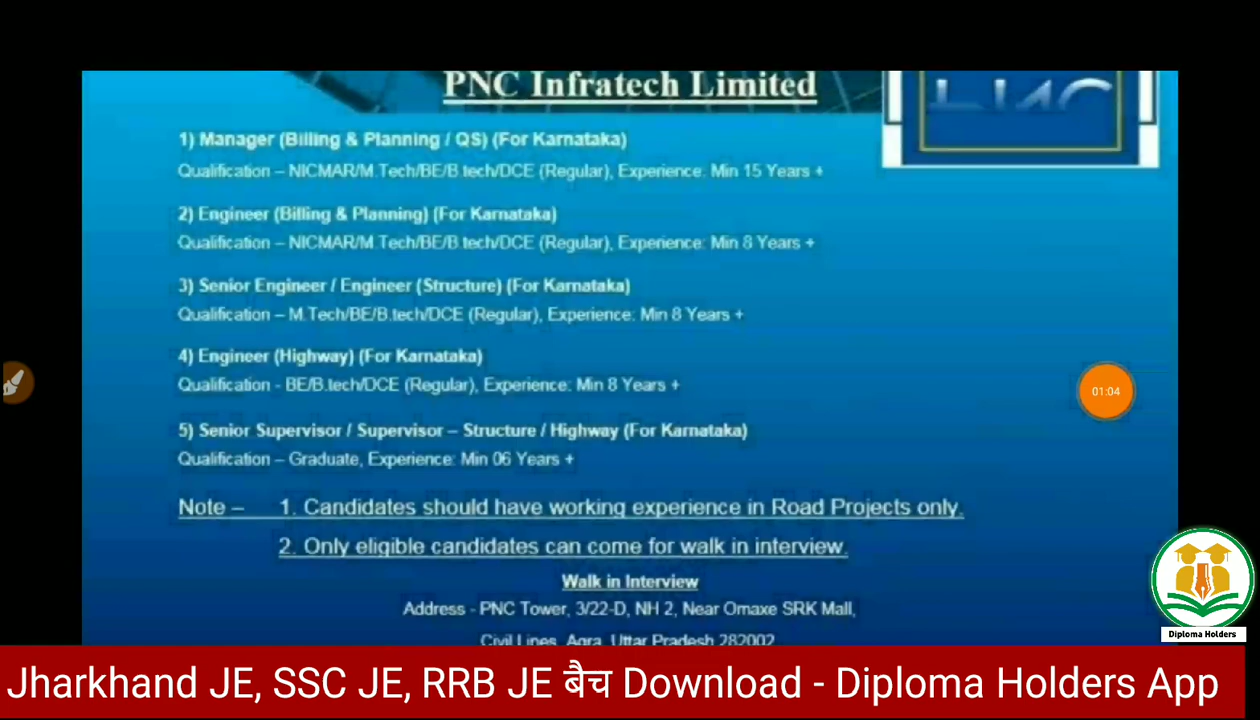 PNC Infratech Limited
1) Manager (Billing & Planning / QS) (For Karnataka)
Qualification – NICMAR/M.Tech/BE/B.tech/DCE (Regular), Experience: Min 15 Years +
2) Engineer (Billing & Planning) (For Karnataka)
Qualification – NICMAR/M.Tech/BE/B.tech/DCE (Regular), Experience: Min 8 Years +
3) Senior Engineer / Engineer (Structure) (For Karnataka)
Qualification – M.Tech/BE/B.tech/DCE (Regular), Experience: Min 8 Years +
4) Engineer (Highway) (For Karnataka)
Qualification - BE/B.tech/DCE (Regular), Experience: Min 8 Years +
01:04
5) Senior Supervisor / Supervisor – Structure / Highway (For Karnataka)
Qualification – Graduate, Experience: Min 06 Years +
Note – 1. Candidates should have working experience in Road Projects only.
2. Only eligible candidates can come for walk in interview.
Walk in Interview
Address - PNC Tower, 3/22-D, NH 2, Near Omaxe SRK Mall,
Civil Lines, Agra, Uttar Pradesh 282002
Diploma Holders
Jharkhand JE, SSC JE, RRB JE बैच Download - Diploma Holders App